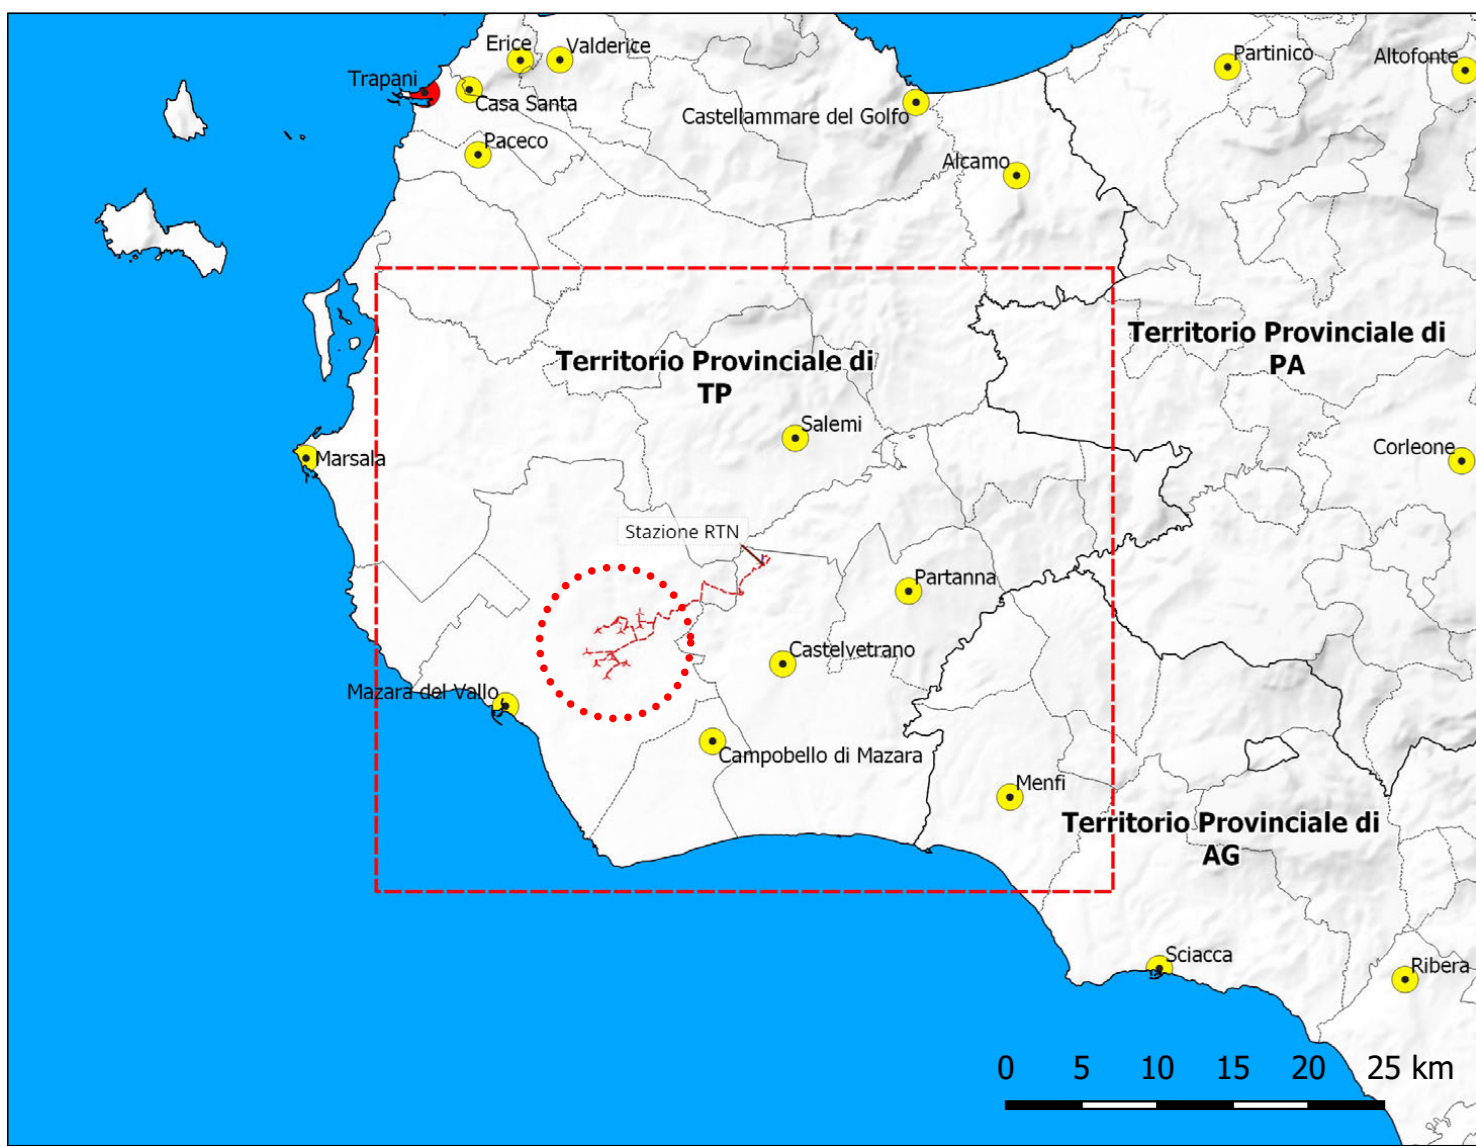 Erice
Valderice
Partinico
Altofonte
Trapani
Casa Santa
Castellammare del Golfo
Paceco
Alcamo
Territorio Provinciale di
PA
Territorio Provinciale di
TP
Salemi
Corleone
Marsala
Stazione RTN
Partanna
Castelvetrano
Mazara del Vallo
Campobello di Mazara
Menfi
Territorio Provinciale di
AG
Sciacca
Ribera
0 5 10 15 20 25 km